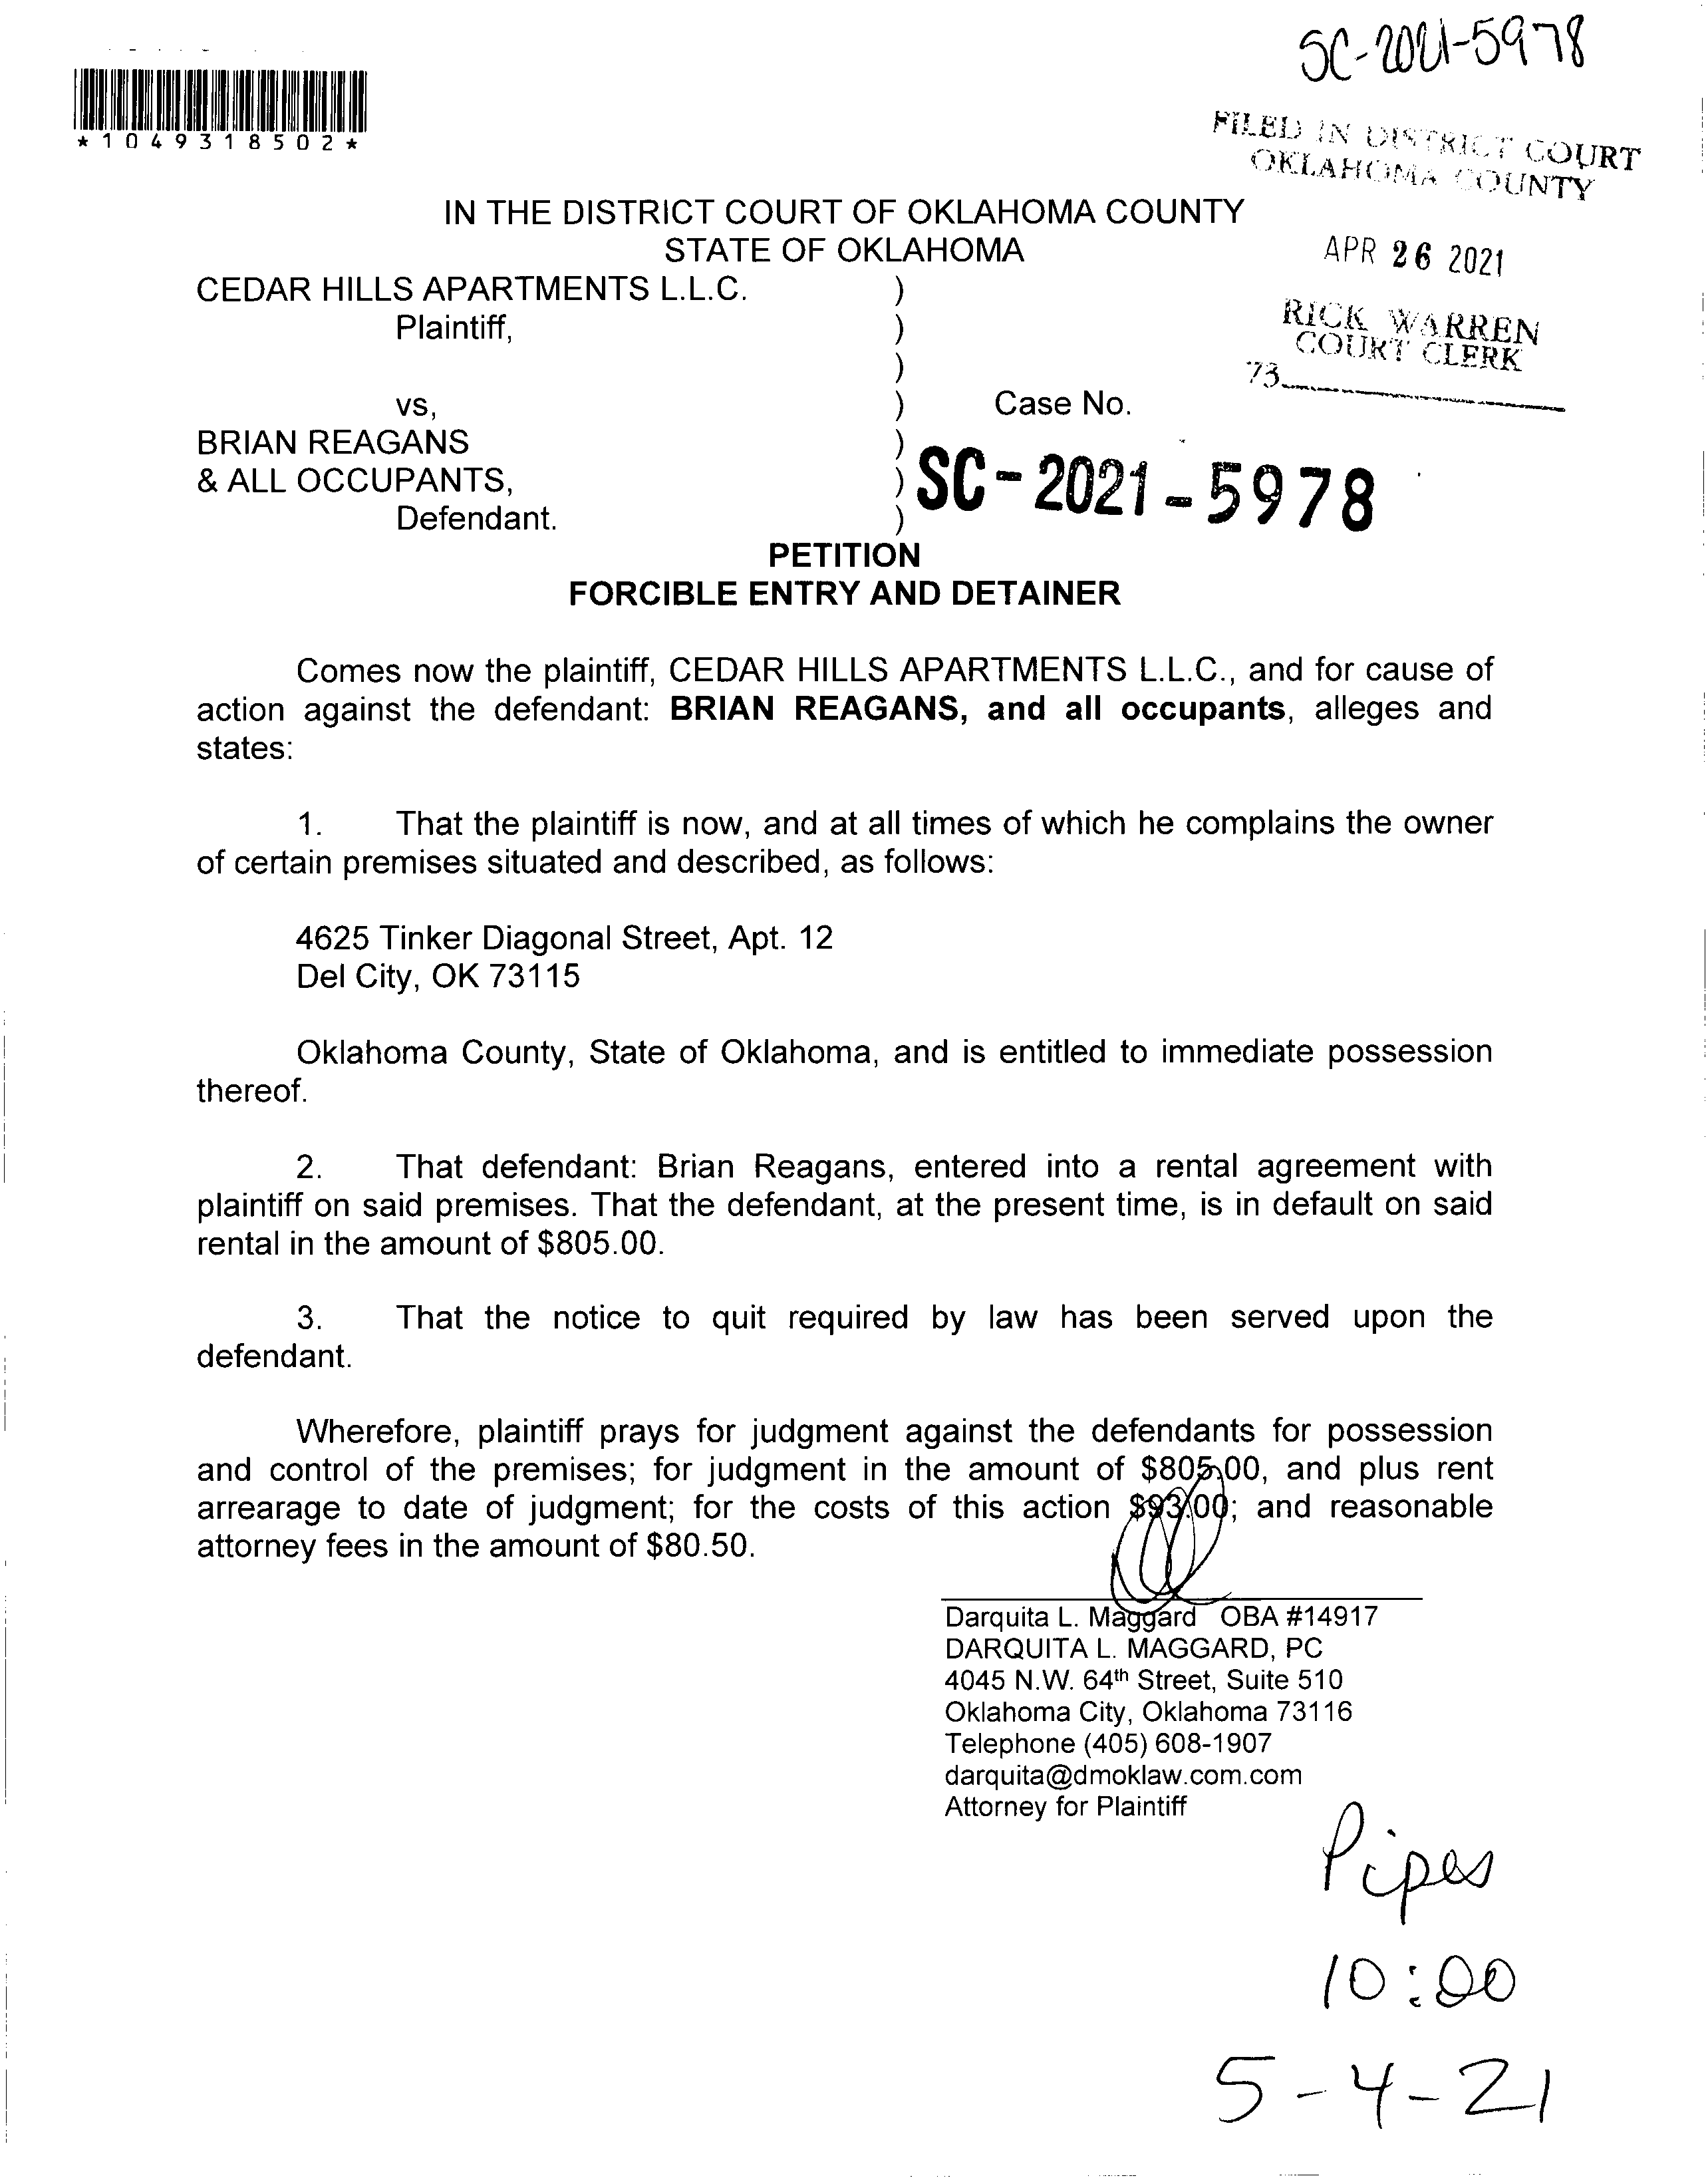 SC-2021-5978
*1049318502*
FILED IN DISTRICT COURT
OKLAHOMA COUNTY
IN THE DISTRICT COURT OF OKLAHOMA COUNTY
STATE OF OKLAHOMA
APR 26 2021
CEDAR HILLS APARTMENTS L.L.C. )
Plaintiff, )
RICK WARREN
COURT CLERK
)
73
vs, ) Case No.
BRIAN REAGANS )
& ALL OCCUPANTS, ) SC-2021-5978
Defendant. )
PETITION
FORCIBLE ENTRY AND DETAINER
Comes now the plaintiff, CEDAR HILLS APARTMENTS L.L.C., and for cause of
action against the defendant: BRIAN REAGANS, and all occupants, alleges and
states:
1. That the plaintiff is now, and at all times of which he complains the owner
of certain premises situated and described, as follows:
4625 Tinker Diagonal Street, Apt. 12
Del City, OK 73115
Oklahoma County, State of Oklahoma, and is entitled to immediate possession
thereof.
2. That defendant: Brian Reagans, entered into a rental agreement with
plaintiff on said premises. That the defendant, at the present time, is in default on said
rental in the amount of $805.00.
3. That the notice to quit required by law has been served upon the
defendant.
Wherefore, plaintiff prays for judgment against the defendants for possession
and control of the premises; for judgment in the amount of $805.00, and plus rent
arrearage to date of judgment; for the costs of this action $93.00; and reasonable
attorney fees in the amount of $80.50.
Darquita L. Maggard OBA #14917
DARQUITA L. MAGGARD, PC
4045 N.W. 64th Street, Suite 510
Oklahoma City, Oklahoma 73116
Telephone (405) 608-1907
darquita@dmoklaw.com.com
Attorney for Plaintiff
Pipes
10:00
5-4-21